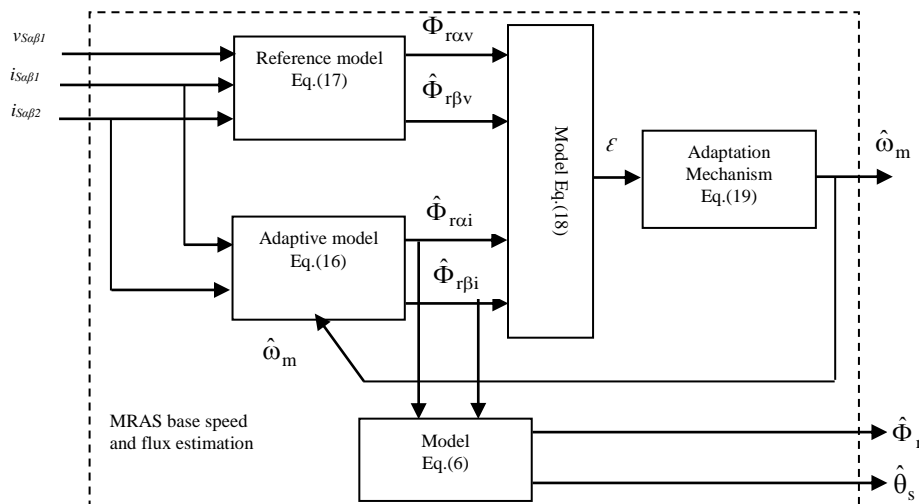 v_{Sαβ1}
i_{Sαβ1}
i_{Sαβ2}
Reference model
Eq.(17)
Φ_{rαv}
Φ̂_{rβv}
Model Eq.(18)
ε
Adaptation
Mechanism
Eq.(19)
ω̂_m
Adaptive model
Eq.(16)
Φ̂_{rαi}
Φ̂_{rβi}
ω̂_m
MRAS base speed
and flux estimation
Model
Eq.(6)
Φ̂_r
θ̂_s